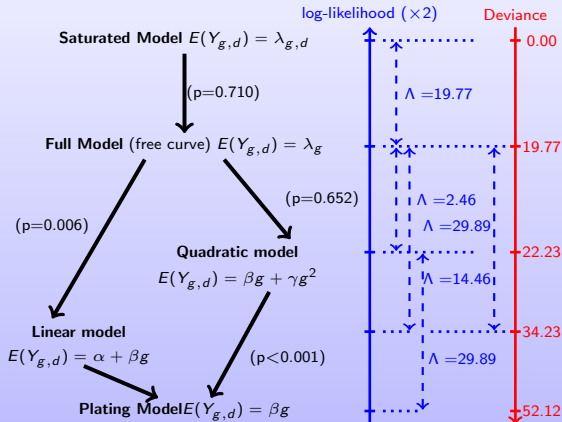 log-likelihood (×2)
Deviance
Saturated Model E(Y_{g,d}) = λ_{g,d}
0.00
(p=0.710)
Λ =19.77
Full Model (free curve) E(Y_{g,d}) = λ_g
19.77
(p=0.652)
Λ =2.46
(p=0.006)
Λ =29.89
Quadratic model
22.23
E(Y_{g,d}) = βg + γg²
Λ =14.46
Linear model
34.23
E(Y_{g,d}) = α + βg
(p<0.001)
Λ =29.89
Plating ModelE(Y_{g,d}) = βg
52.12